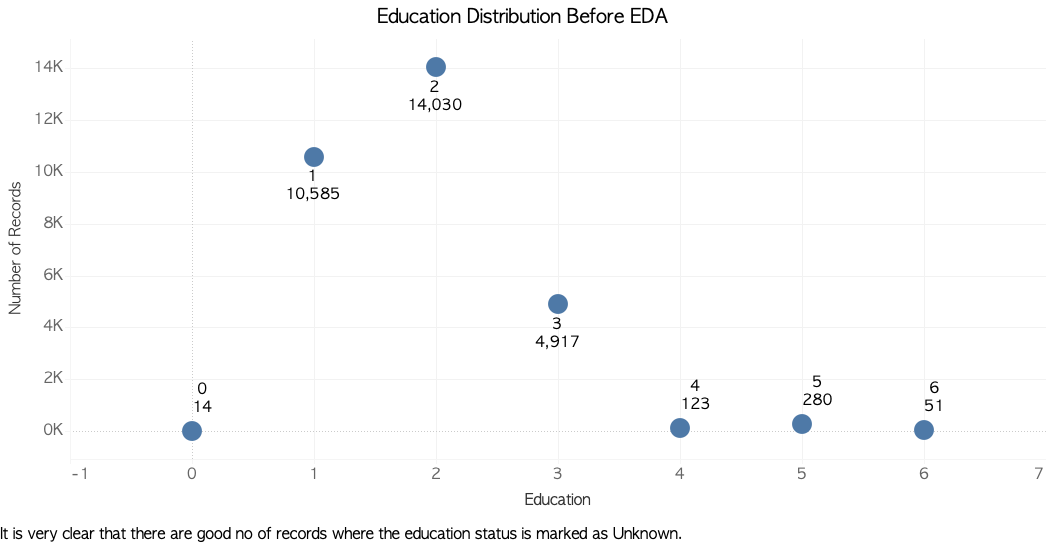 Education Distribution Before EDA
14K
12K
10K
8K
6K
4K
2K
0K
Number of Records
0
14
1
10,585
2
14,030
3
4,917
4
123
5
280
6
51
-1
0
1
2
3
4
5
6
7
Education
It is very clear that there are good no of records where the education status is marked as Unknown.